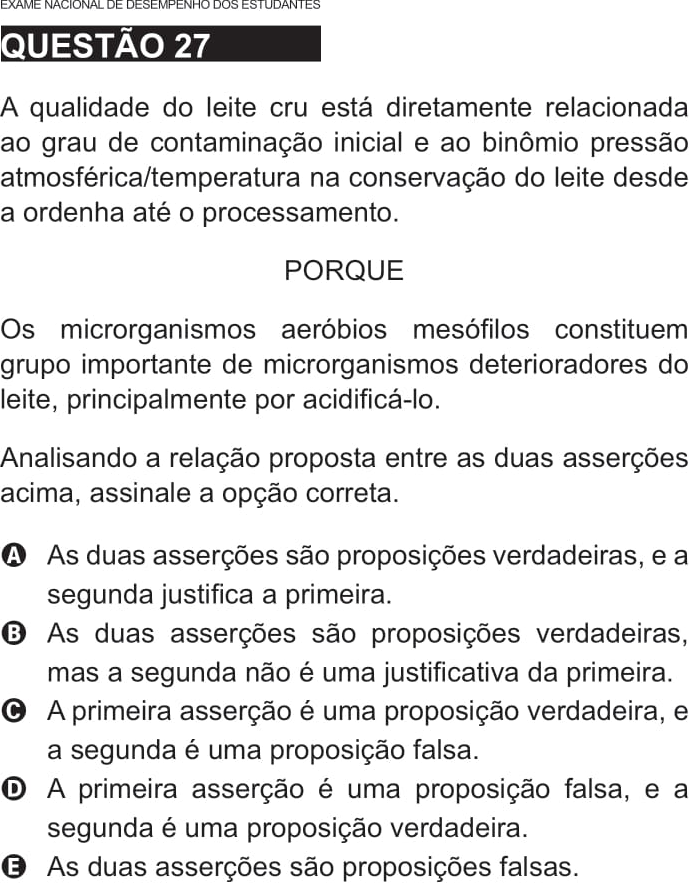 EXAME NACIONAL DE DESEMPENHO DOS ESTUDANTES
QUESTÃO 27
A qualidade do leite cru está diretamente relacionada
ao grau de contaminação inicial e ao binômio pressão
atmosférica/temperatura na conservação do leite desde
a ordenha até o processamento.
PORQUE
Os microrganismos aeróbios mesófilos constituem
grupo importante de microrganismos deterioradores do
leite, principalmente por acidificá-lo.
Analisando a relação proposta entre as duas asserções
acima, assinale a opção correta.
A As duas asserções são proposições verdadeiras, e a
segunda justifica a primeira.
B As duas asserções são proposições verdadeiras,
mas a segunda não é uma justificativa da primeira.
C A primeira asserção é uma proposição verdadeira, e
a segunda é uma proposição falsa.
D A primeira asserção é uma proposição falsa, e a
segunda é uma proposição verdadeira.
E As duas asserções são proposições falsas.